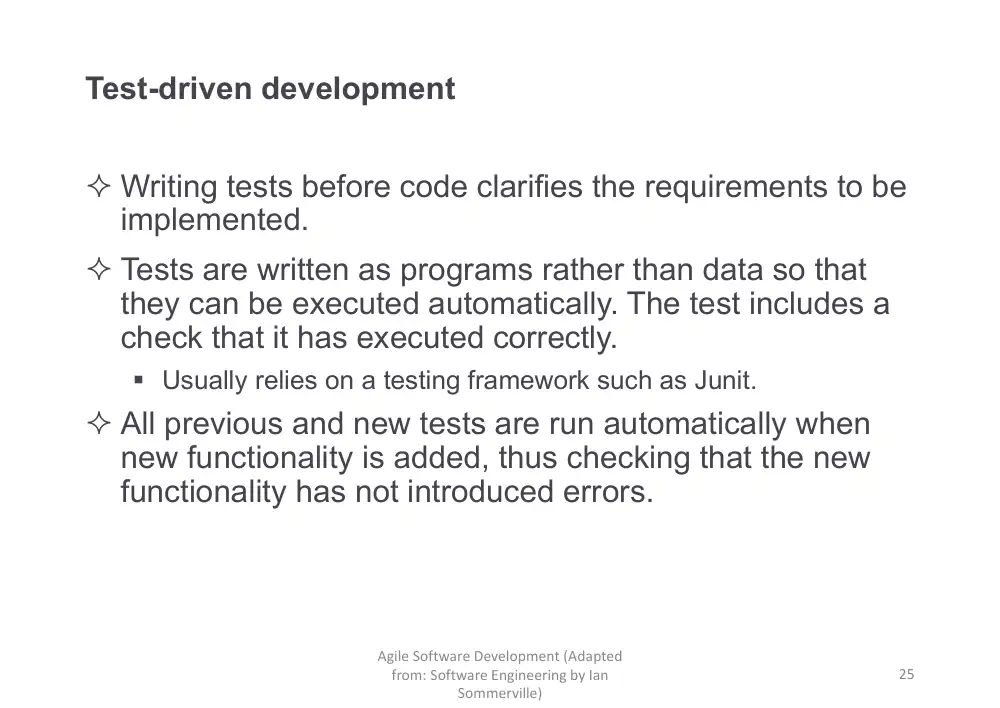 Test-driven development
✧ Writing tests before code clarifies the requirements to be
implemented.
✧ Tests are written as programs rather than data so that
they can be executed automatically. The test includes a
check that it has executed correctly.
▪ Usually relies on a testing framework such as Junit.
✧ All previous and new tests are run automatically when
new functionality is added, thus checking that the new
functionality has not introduced errors.
Agile Software Development (Adapted
from: Software Engineering by Ian
Sommerville)
25